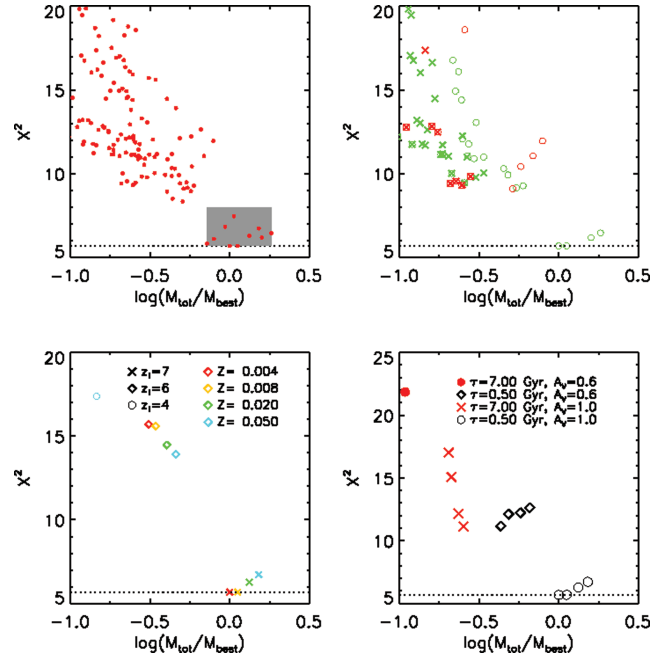 20
15
10
5
χ²
-1.0 -0.5 0.0 0.5
log(M_tot/M_best)
20
15
10
5
χ²
-1.0 -0.5 0.0 0.5
log(M_tot/M_best)
20
15
10
5
χ²
z_i=7
z_i=6
z_i=4
Z= 0.004
Z= 0.008
Z= 0.020
Z= 0.050
-1.0 -0.5 0.0 0.5
log(M_tot/M_best)
25
20
15
10
5
χ²
τ=7.00 Gyr, A_v=0.6
τ=0.50 Gyr, A_v=0.6
τ=7.00 Gyr, A_v=1.0
τ=0.50 Gyr, A_v=1.0
-1.0 -0.5 0.0 0.5
log(M_tot/M_best)